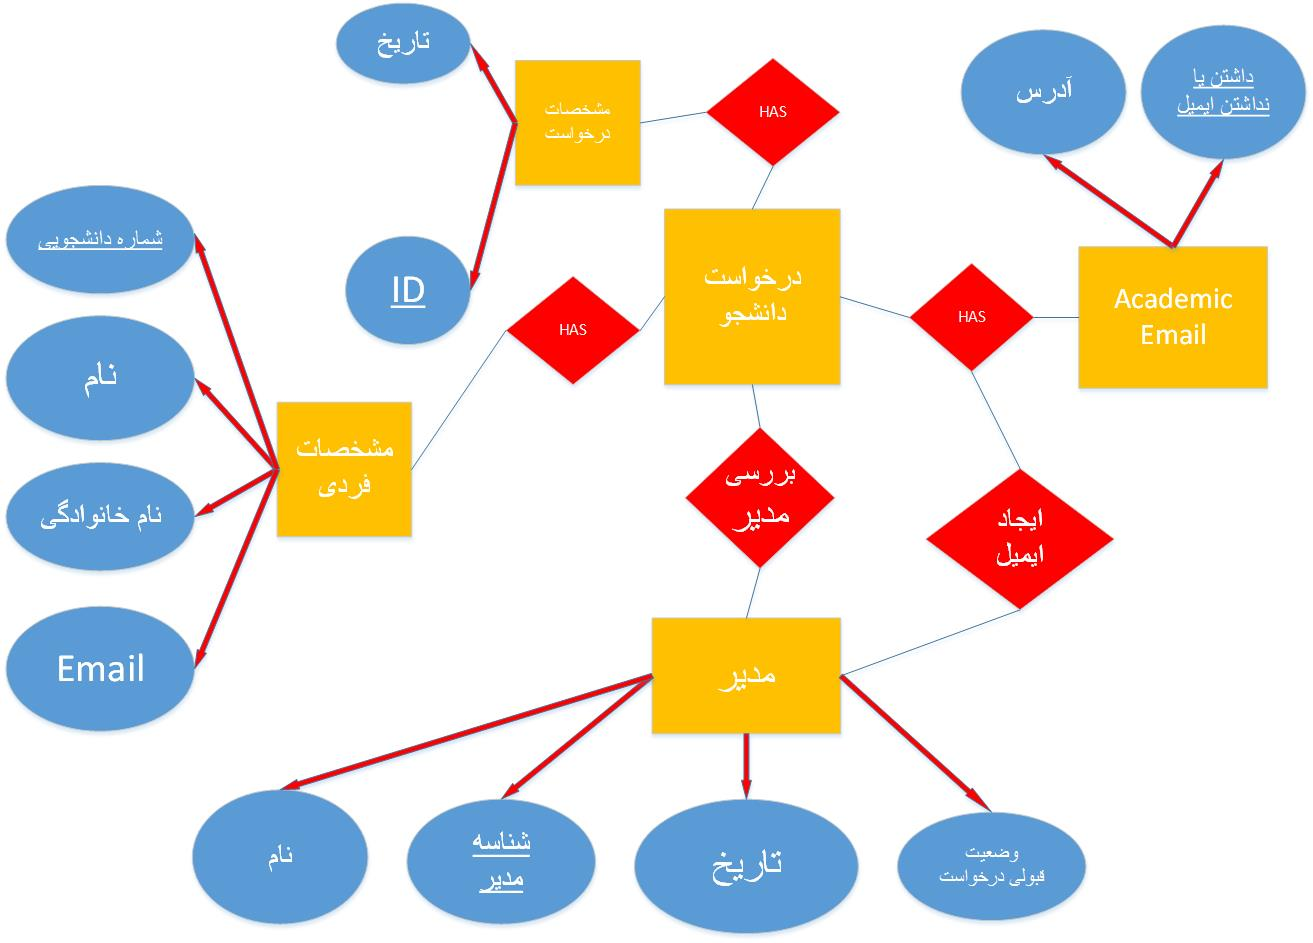 تاریخ
مشخصات
درخواست
HAS
آدرس
داشتن یا
نداشتن ایمیل
شماره دانشجویی
ID
HAS
درخواست
دانشجو
HAS
Academic
Email
نام
مشخصات
فردی
نام خانوادگی
بررسی
مدیر
ایجاد
ایمیل
Email
مدیر
نام
شناسه
مدیر
تاریخ
وضعیت
قبولی درخواست